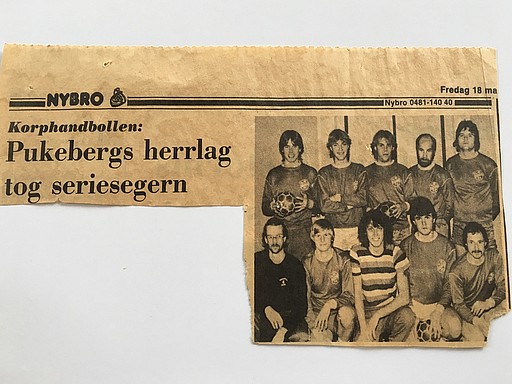 NYBRO
Fredag 18 ma
Nybro 0481-140 40
Korphandbollen:
Pukebergs herrlag
tog seriesegern